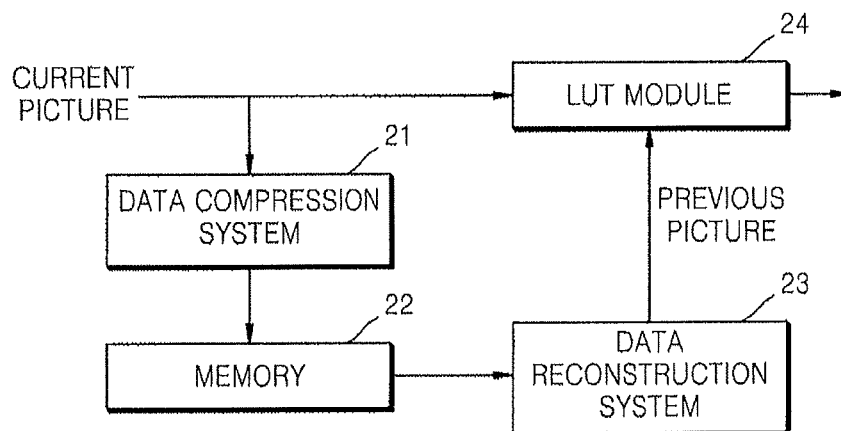 24
CURRENT
PICTURE
LUT MODULE
21
DATA COMPRESSION
SYSTEM
PREVIOUS
PICTURE
22
MEMORY
23
DATA
RECONSTRUCTION
SYSTEM